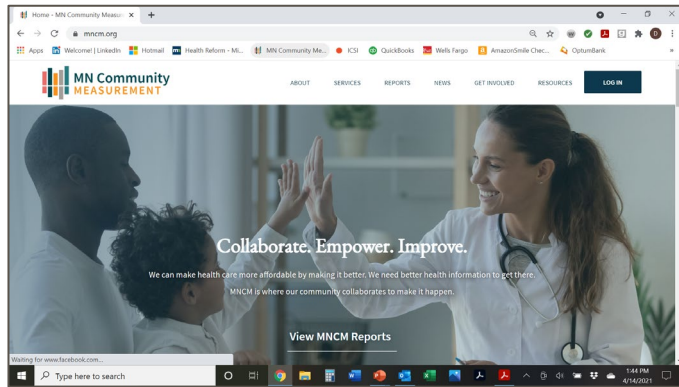 Home - MN Community Measure
mncm.org
Apps
Welcome! | LinkedIn
Hotmail
Health Reform - Mi...
MN Community Me...
ICSI
QuickBooks
Wells Fargo
AmazonSmile Chec...
OptumBank
»
MN Community
MEASUREMENT
ABOUT
SERVICES
REPORTS
NEWS
GET INVOLVED
RESOURCES
LOG IN
Collaborate. Empower. Improve.
We can make health care more affordable by making it better. We need better health information to get there.
MNCM is where our community collaborates to make it happen.
View MNCM Reports
Waiting for www.facebook.com...
Type here to search
1:44 PM
4/14/2021